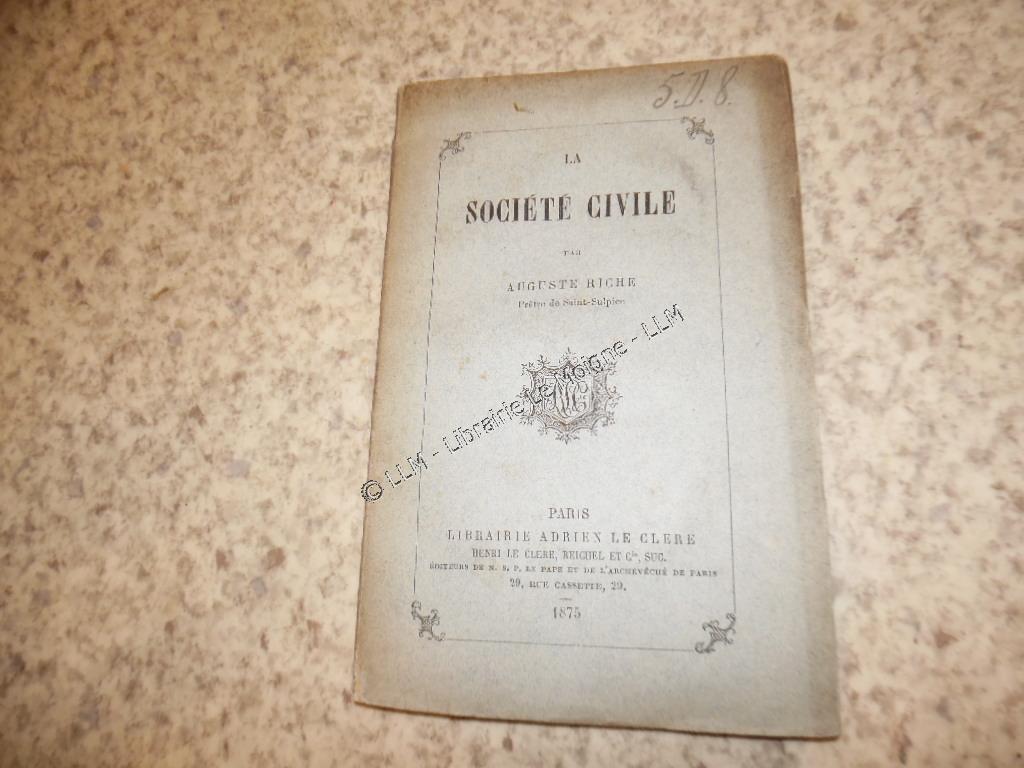 5.D.8.
LA
SOCIÉTÉ CIVILE
PAR
AUGUSTE RICHE
Prêtre de Saint-Sulpice
© LLM - Librairie Le Moigne - LLM
PARIS
LIBRAIRIE ADRIEN LE CLERE
HENRI LE CLERE, REICHEL ET Cie, SUC.
ÉDITEURS DE N. S. P. LE PAPE ET DE L'ARCHEVÊCHÉ DE PARIS
29, RUE CASSETTE, 29.
1875